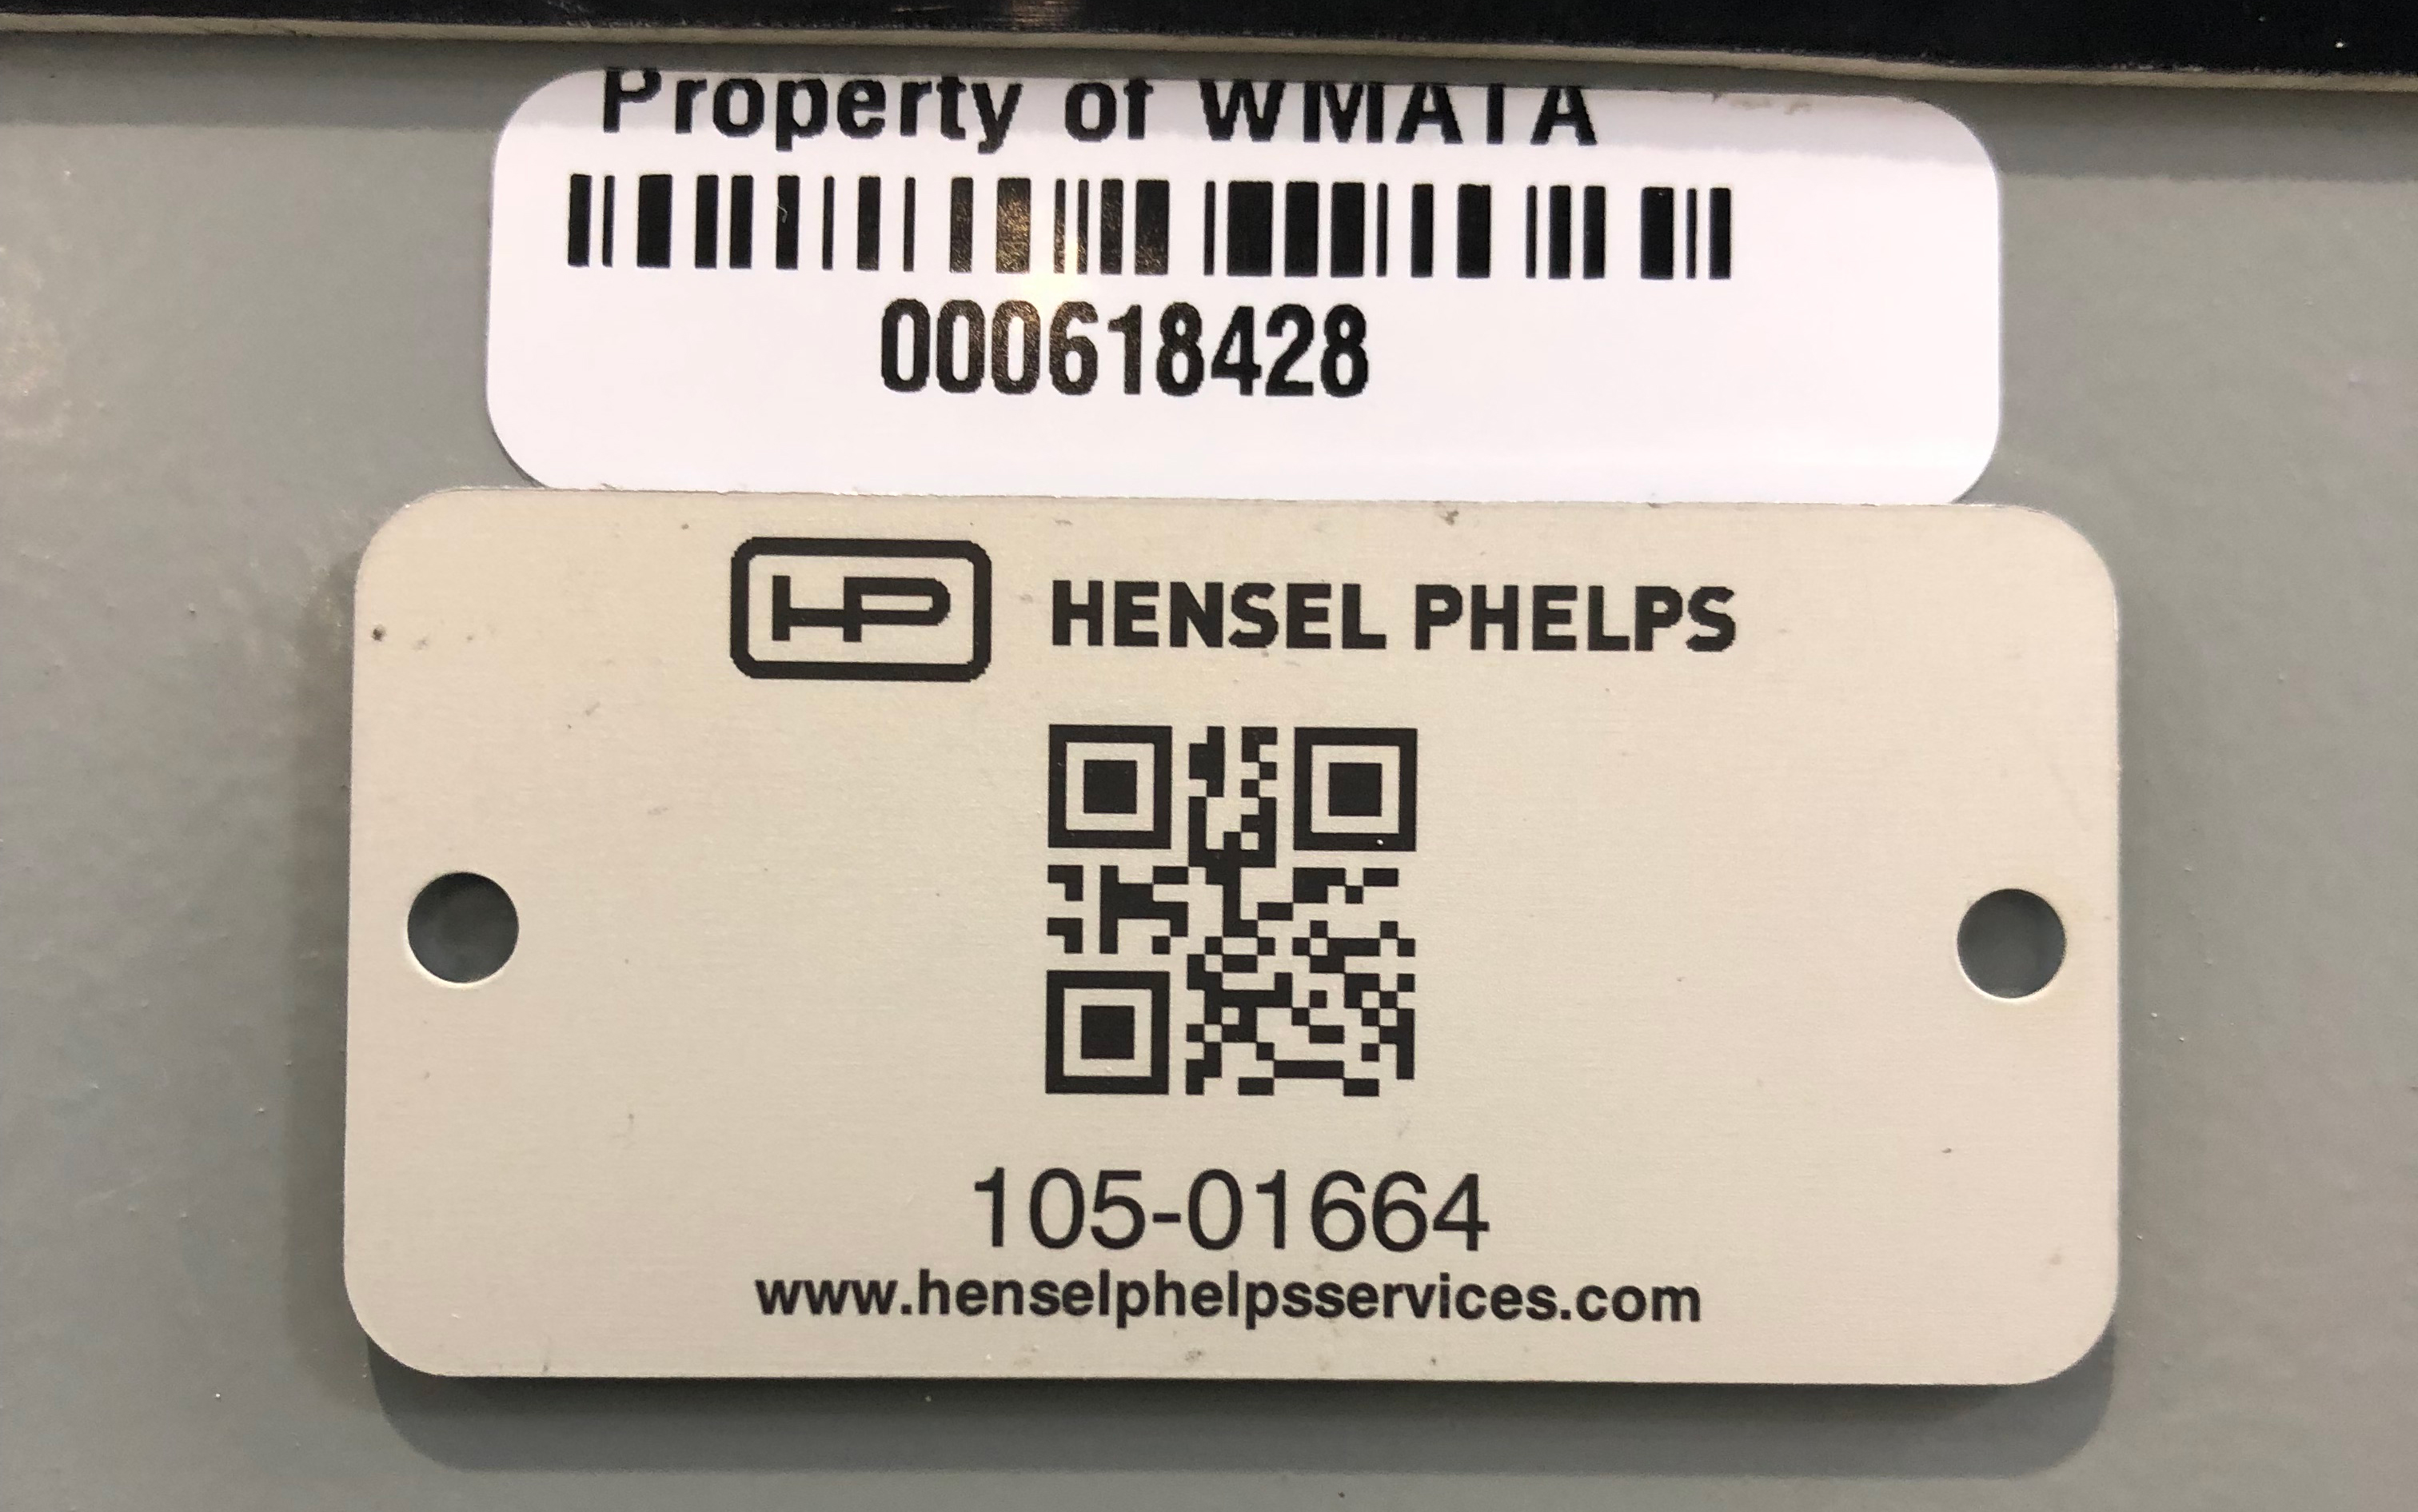 Property of WMATA
000618428
HP HENSEL PHELPS
105-01664
www.henselphelpsservices.com